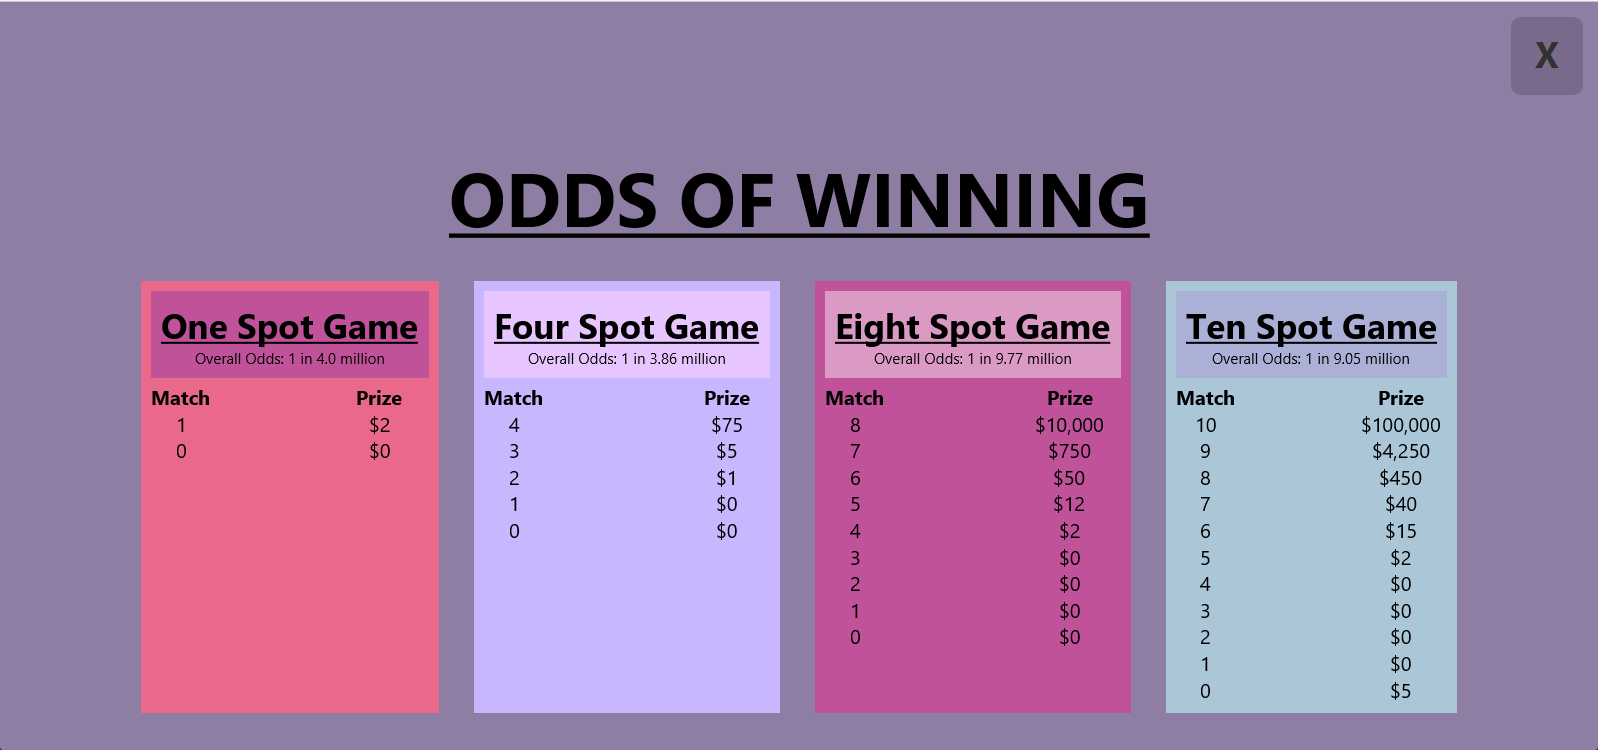 X
ODDS OF WINNING
One Spot Game
Overall Odds: 1 in 4.0 million
Match Prize
1 $2
0 $0
Four Spot Game
Overall Odds: 1 in 3.86 million
Match Prize
4 $75
3 $5
2 $1
1 $0
0 $0
Eight Spot Game
Overall Odds: 1 in 9.77 million
Match Prize
8 $10,000
7 $750
6 $50
5 $12
4 $2
3 $0
2 $0
1 $0
0 $0
Ten Spot Game
Overall Odds: 1 in 9.05 million
Match Prize
10 $100,000
9 $4,250
8 $450
7 $40
6 $15
5 $2
4 $0
3 $0
2 $0
1 $0
0 $5